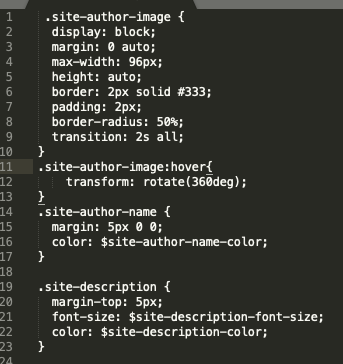 1 .site-author-image {
2 display: block;
3 margin: 0 auto;
4 max-width: 96px;
5 height: auto;
6 border: 2px solid #333;
7 padding: 2px;
8 border-radius: 50%;
9 transition: 2s all;
10 }
11 .site-author-image:hover{
12 transform: rotate(360deg);
13 }
14 .site-author-name {
15 margin: 5px 0 0;
16 color: $site-author-name-color;
17 }
18
19 .site-description {
20 margin-top: 5px;
21 font-size: $site-description-font-size;
22 color: $site-description-color;
23 }
24